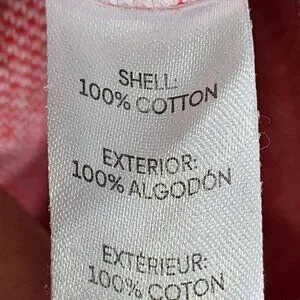 SHELL:
100% COTTON
EXTERIOR:
100% ALGODÓN
EXTÉRIEUR:
100% COTON